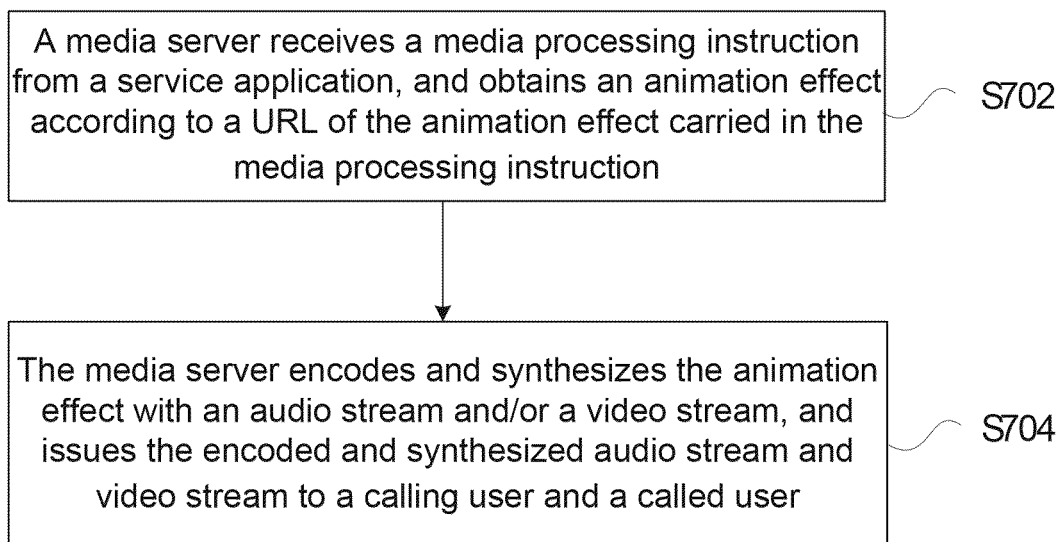 A media server receives a media processing instruction
from a service application, and obtains an animation effect
according to a URL of the animation effect carried in the
media processing instruction
S702
The media server encodes and synthesizes the animation
effect with an audio stream and/or a video stream, and
issues the encoded and synthesized audio stream and
video stream to a calling user and a called user
S704